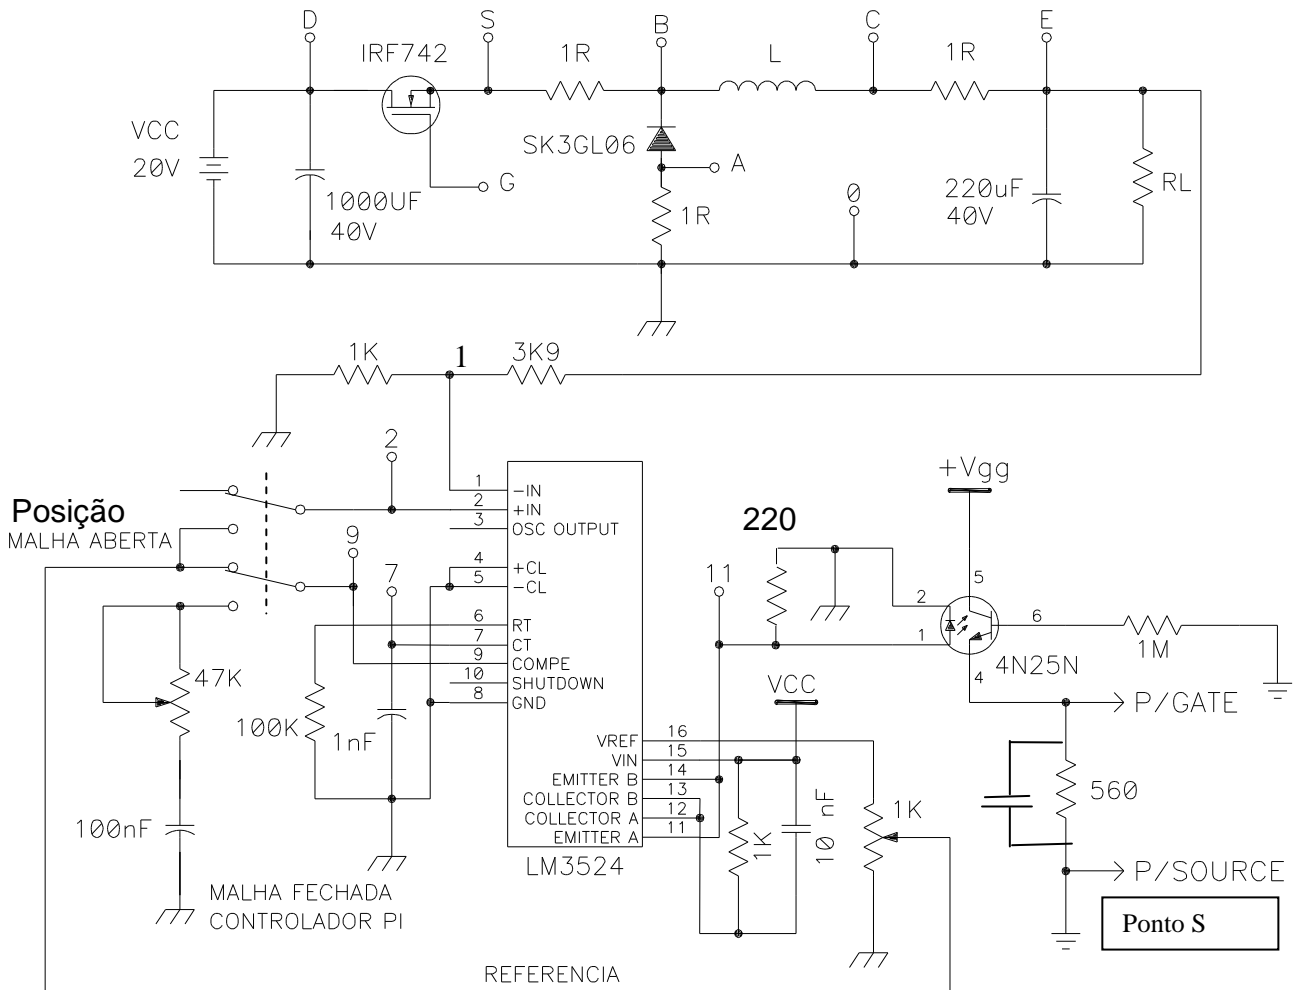 D
S
B
C
E
IRF742
1R
L
1R
VCC
20V
SK3GL06
A
G
1000UF
40V
1R
0
220uF
40V
RL
1K
1
3K9
2
+Vgg
Posição
MALHA ABERTA
9
7
1
-IN
2
+IN
3
OSC OUTPUT
4
+CL
5
-CL
6
RT
7
CT
9
COMPE
10
SHUTDOWN
8
GND
220
11
5
2
1
6
4N25N
4
1M
47K
100K
1nF
VCC
P/GATE
VREF
16
VIN
15
EMITTER B
14
COLLECTOR B
13
COLLECTOR A
12
EMITTER A
11
LM3524
1K
10 nF
1K
560
100nF
P/SOURCE
MALHA FECHADA
CONTROLADOR PI
Ponto S
REFERENCIA